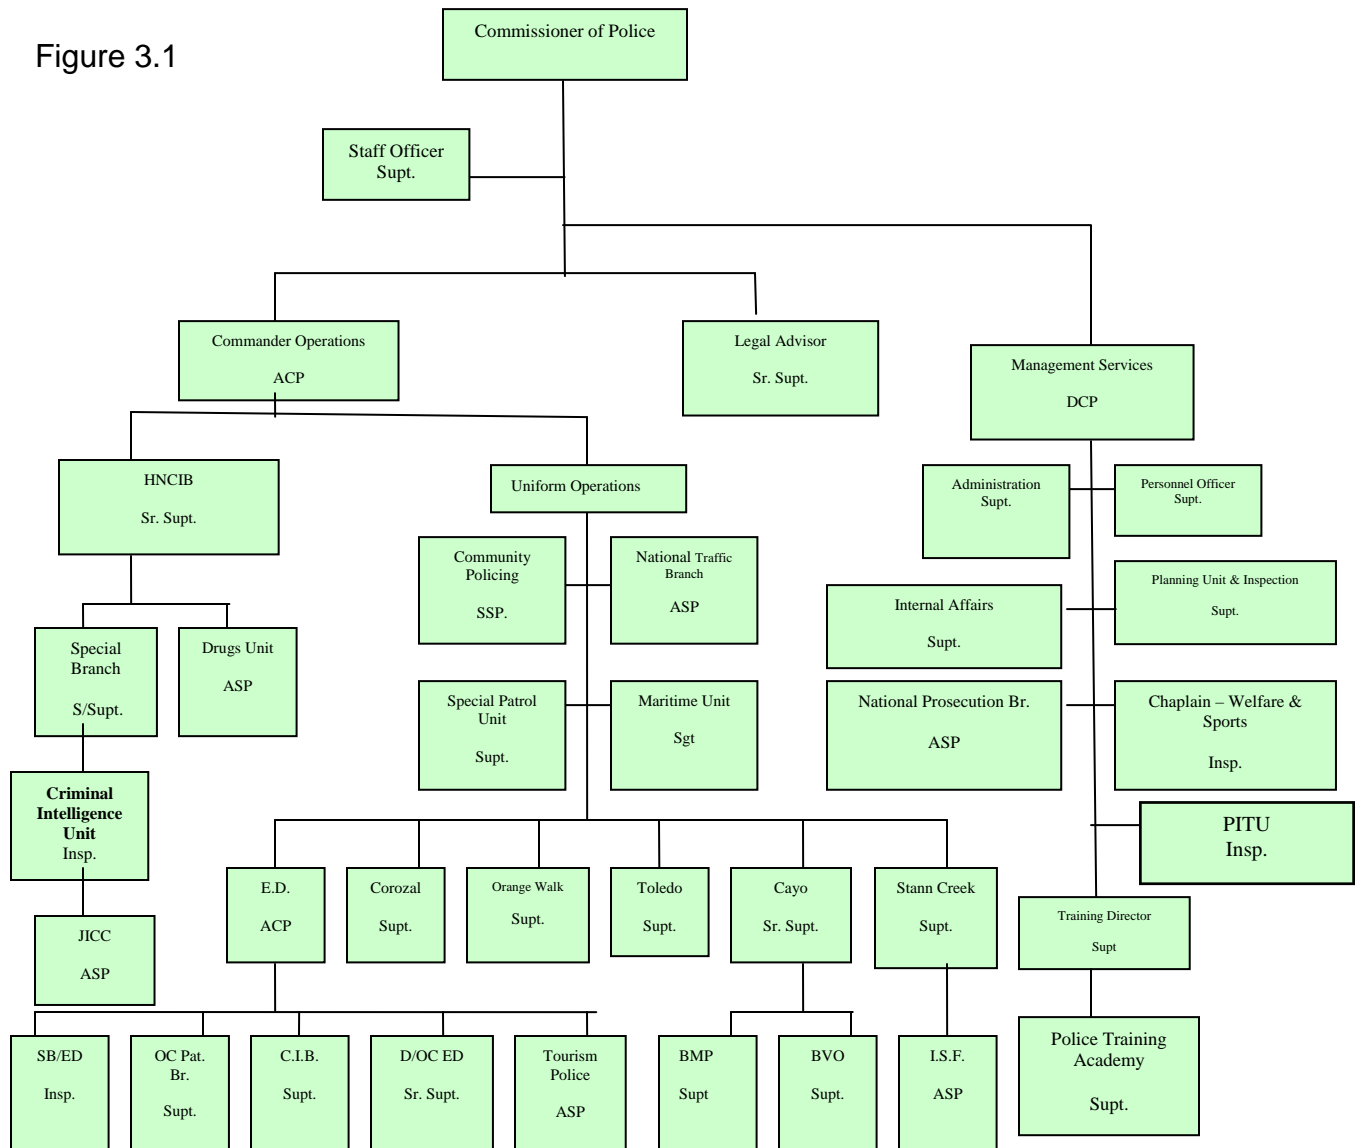 Figure 3.1
Commissioner of Police
Staff Officer
Supt.
Commander Operations
ACP
Legal Advisor
Sr. Supt.
Management Services
DCP
HNCIB
Sr. Supt.
Uniform Operations
Administration
Supt.
Personnel Officer
Supt.
Community
Policing
SSP.
National Traffic
Branch
ASP
Internal Affairs
Supt.
Planning Unit & Inspection
Supt.
Special
Branch
S/Supt.
Drugs Unit
ASP
Special Patrol
Unit
Supt.
Maritime Unit
Sgt
National Prosecution Br.
ASP
Chaplain – Welfare &
Sports
Insp.
Criminal
Intelligence
Unit
Insp.
PITU
Insp.
JICC
ASP
E.D.
ACP
Corozal
Supt.
Orange Walk
Supt.
Toledo
Supt.
Cayo
Sr. Supt.
Stann Creek
Supt.
Training Director
Supt
SB/ED
Insp.
OC Pat.
Br.
Supt.
C.I.B.
Supt.
D/OC ED
Sr. Supt.
Tourism
Police
ASP
BMP
Supt
BVO
Supt.
I.S.F.
ASP
Police Training
Academy
Supt.